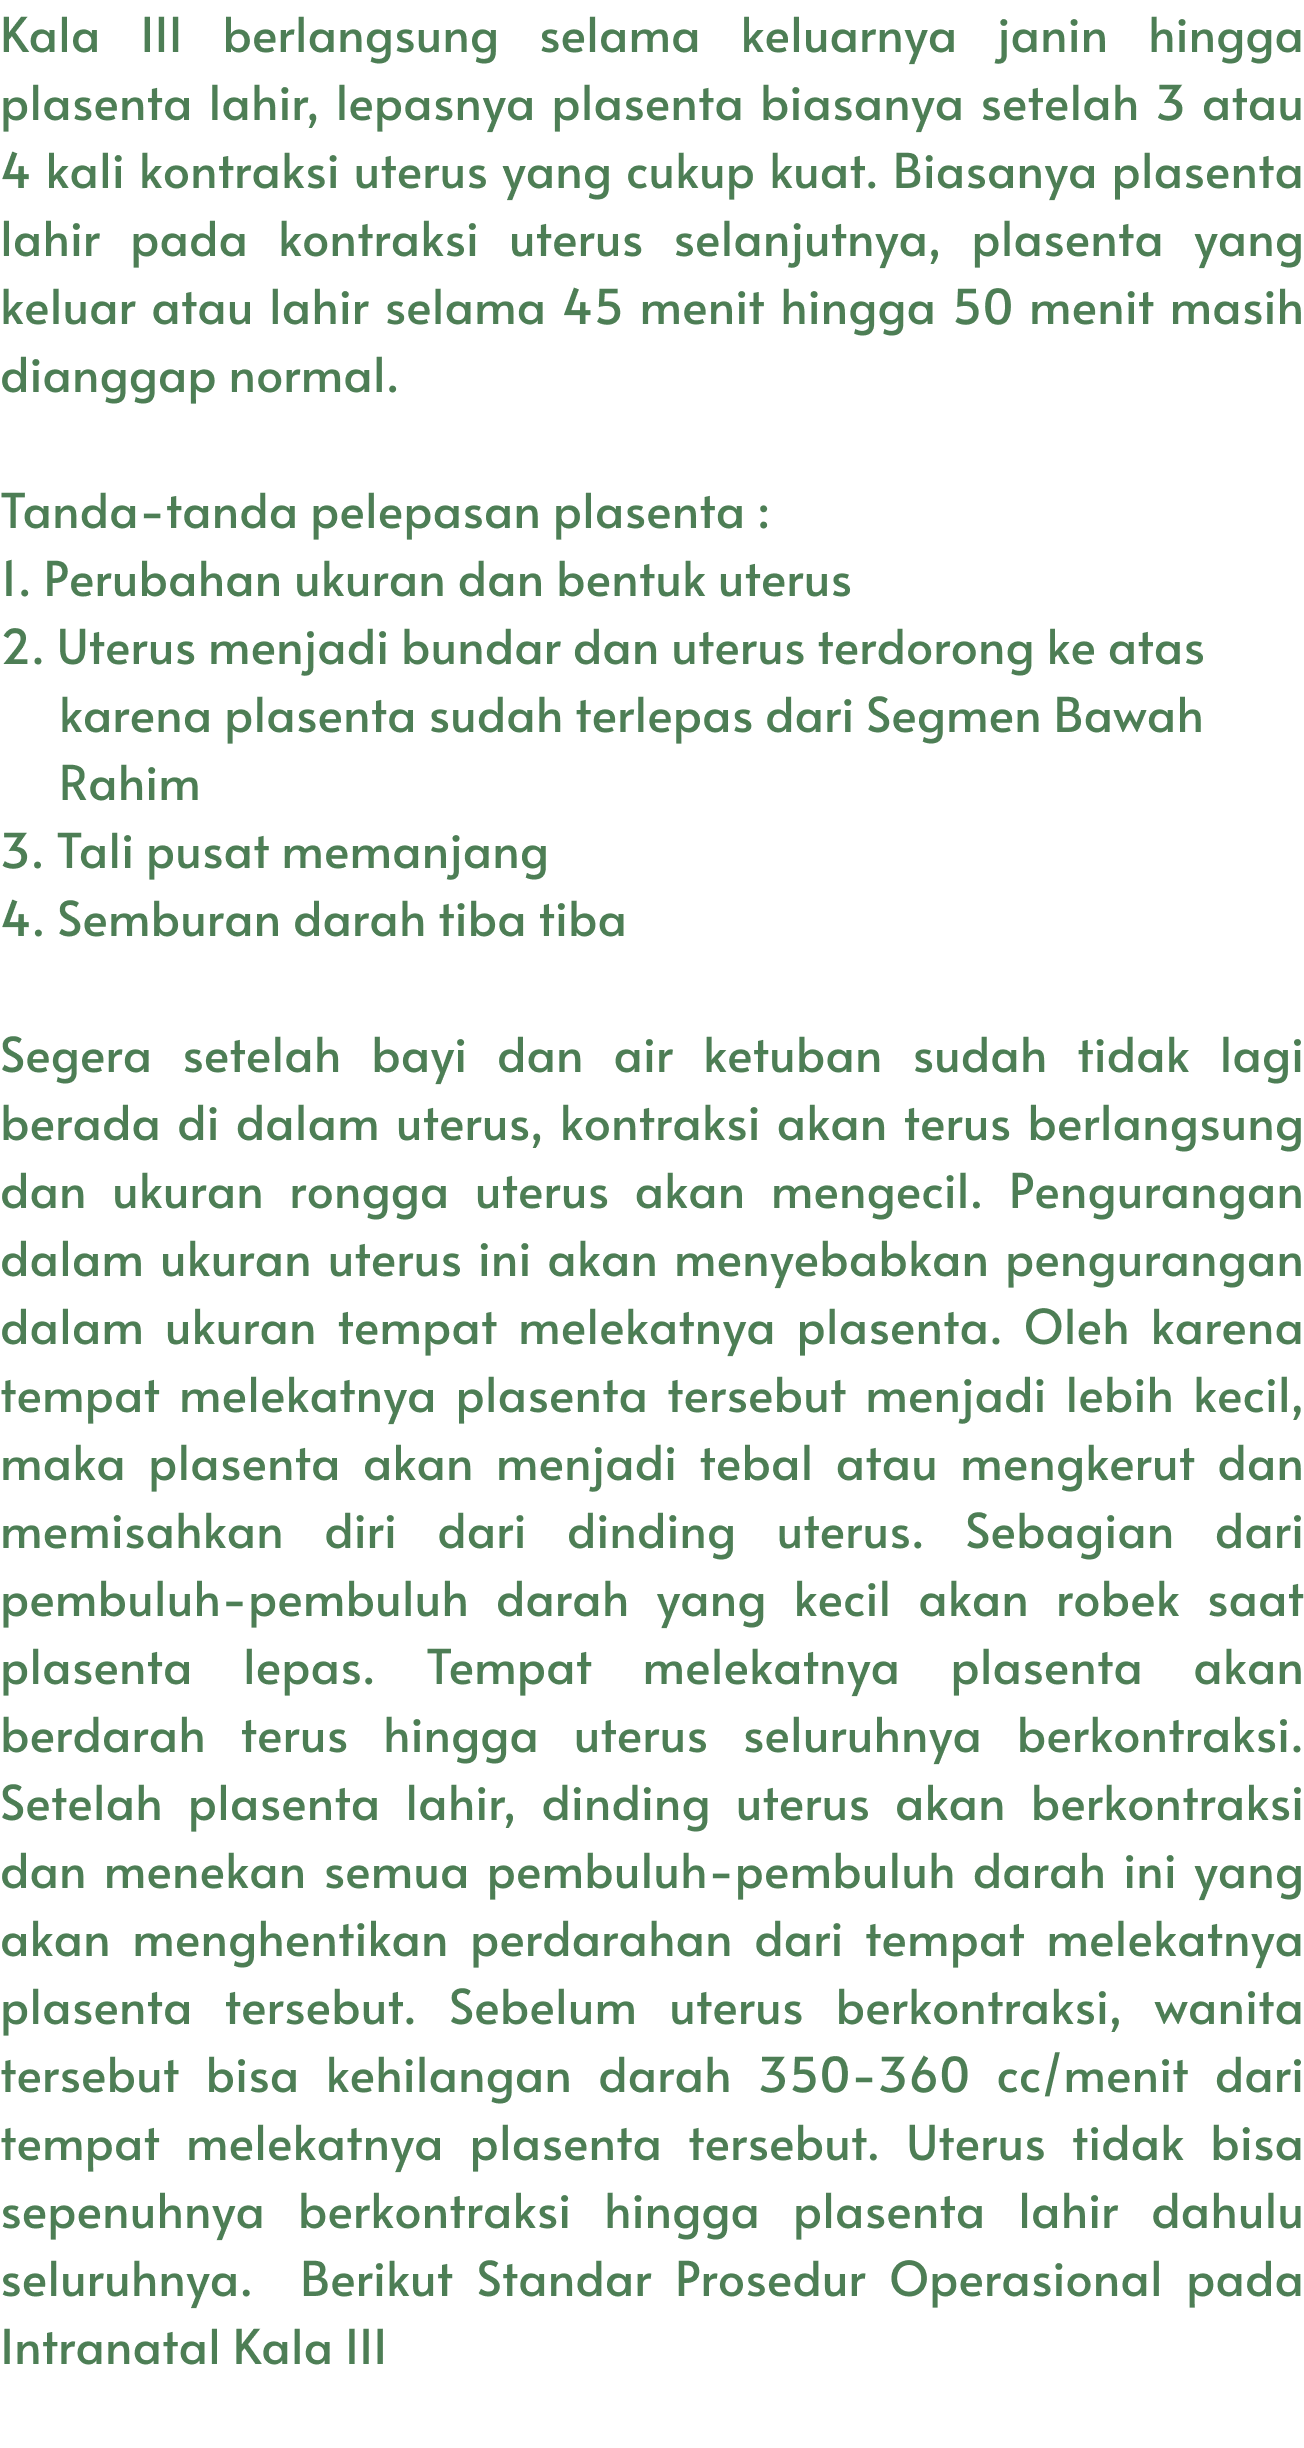 Kala III berlangsung selama keluarnya janin hingga
plasenta lahir, lepasnya plasenta biasanya setelah 3 atau
4 kali kontraksi uterus yang cukup kuat. Biasanya plasenta
lahir pada kontraksi uterus selanjutnya, plasenta yang
keluar atau lahir selama 45 menit hingga 50 menit masih
dianggap normal.
Tanda-tanda pelepasan plasenta :
1. Perubahan ukuran dan bentuk uterus
2. Uterus menjadi bundar dan uterus terdorong ke atas
karena plasenta sudah terlepas dari Segmen Bawah
Rahim
3. Tali pusat memanjang
4. Semburan darah tiba tiba
Segera setelah bayi dan air ketuban sudah tidak lagi
berada di dalam uterus, kontraksi akan terus berlangsung
dan ukuran rongga uterus akan mengecil. Pengurangan
dalam ukuran uterus ini akan menyebabkan pengurangan
dalam ukuran tempat melekatnya plasenta. Oleh karena
tempat melekatnya plasenta tersebut menjadi lebih kecil,
maka plasenta akan menjadi tebal atau mengkerut dan
memisahkan diri dari dinding uterus. Sebagian dari
pembuluh-pembuluh darah yang kecil akan robek saat
plasenta lepas. Tempat melekatnya plasenta akan
berdarah terus hingga uterus seluruhnya berkontraksi.
Setelah plasenta lahir, dinding uterus akan berkontraksi
dan menekan semua pembuluh-pembuluh darah ini yang
akan menghentikan perdarahan dari tempat melekatnya
plasenta tersebut. Sebelum uterus berkontraksi, wanita
tersebut bisa kehilangan darah 350-360 cc/menit dari
tempat melekatnya plasenta tersebut. Uterus tidak bisa
sepenuhnya berkontraksi hingga plasenta lahir dahulu
seluruhnya.  Berikut Standar Prosedur Operasional pada
Intranatal Kala III